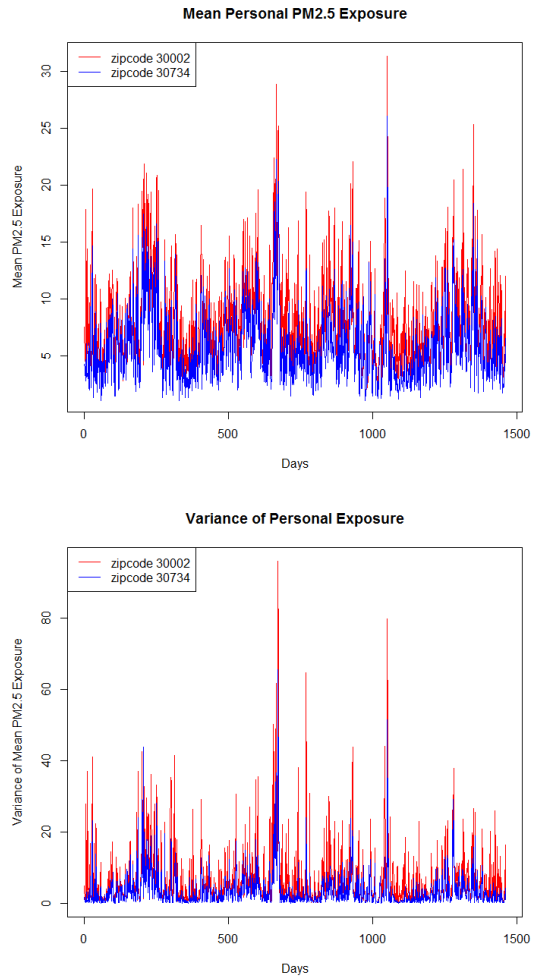 Mean Personal PM2.5 Exposure
zipcode 30002
zipcode 30734
Mean PM2.5 Exposure
30
25
20
15
10
5
0
500
1000
1500
Days
Variance of Personal Exposure
zipcode 30002
zipcode 30734
Variance of Mean PM2.5 Exposure
80
60
40
20
0
0
500
1000
1500
Days